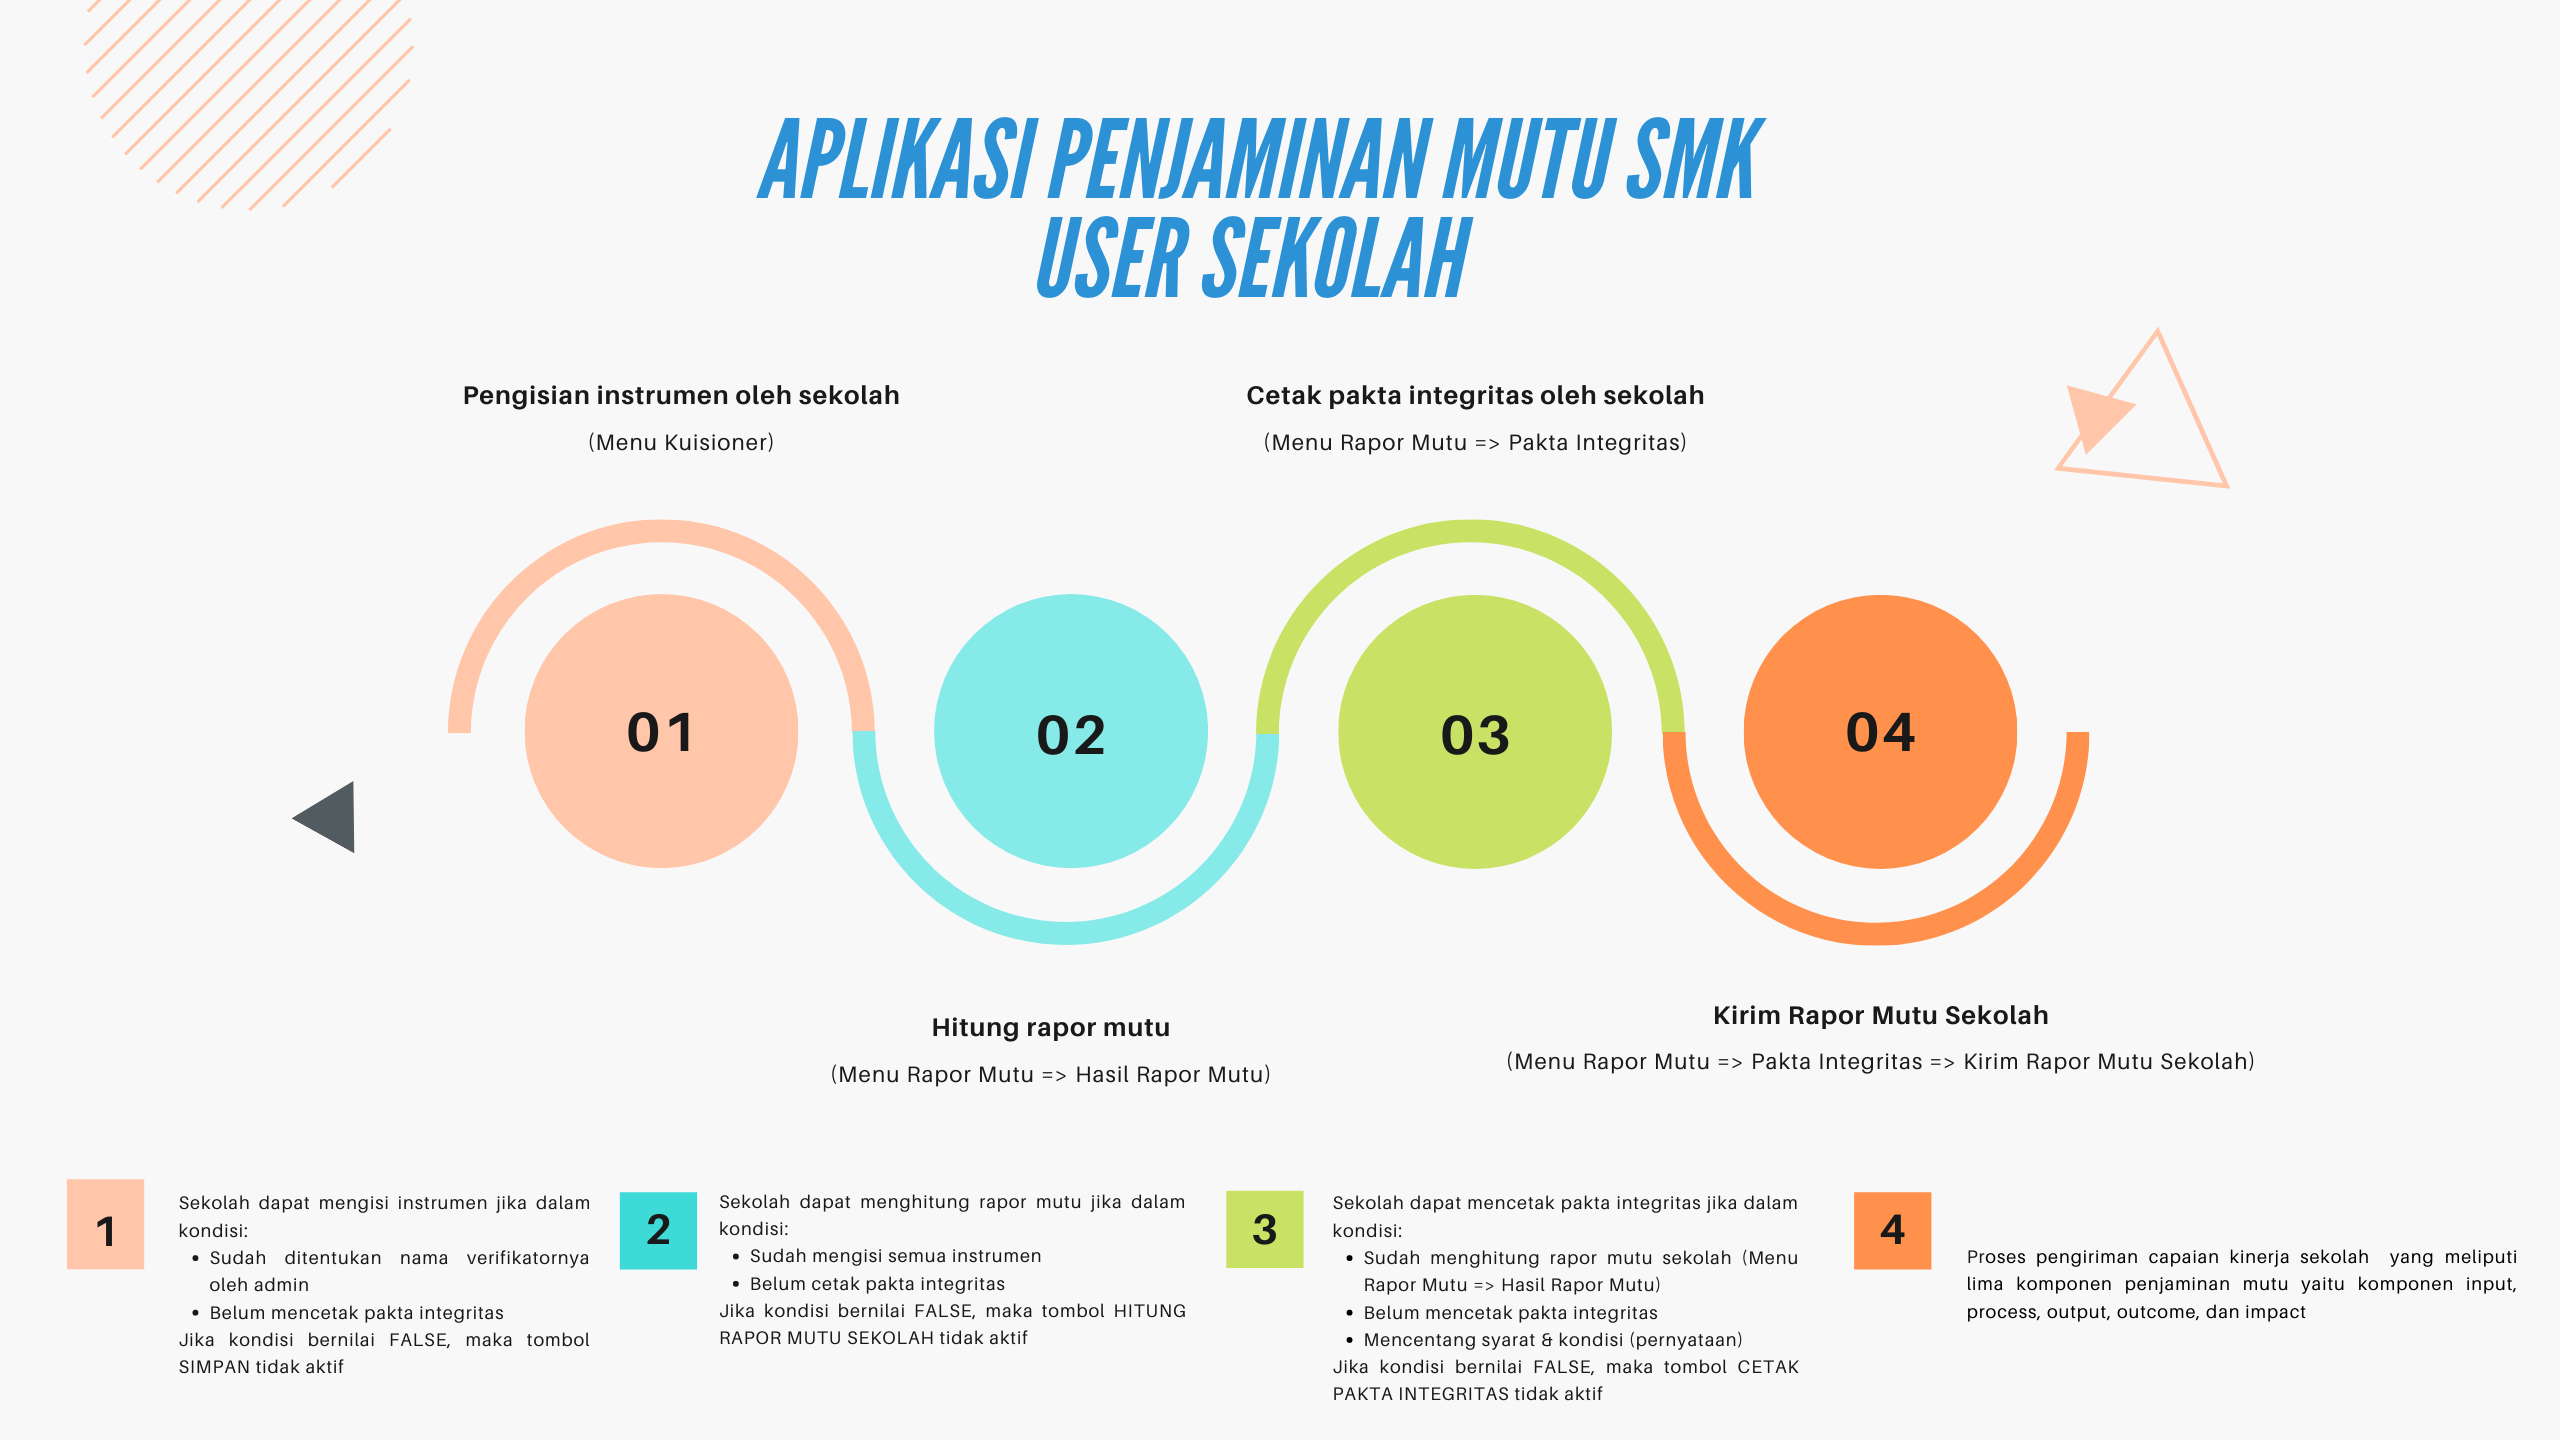 APLIKASI PENJAMINAN MUTU SMK
USER SEKOLAH
Pengisian instrumen oleh sekolah
(Menu Kuisioner)
Cetak pakta integritas oleh sekolah
(Menu Rapor Mutu => Pakta Integritas)
01
02
03
04
Hitung rapor mutu
(Menu Rapor Mutu => Hasil Rapor Mutu)
Kirim Rapor Mutu Sekolah
(Menu Rapor Mutu => Pakta Integritas => Kirim Rapor Mutu Sekolah)
1
Sekolah dapat mengisi instrumen jika dalam
kondisi:
• Sudah ditentukan nama verifikatornya
oleh admin
• Belum mencetak pakta integritas
Jika kondisi bernilai FALSE, maka tombol
SIMPAN tidak aktif
2
Sekolah dapat menghitung rapor mutu jika dalam
kondisi:
• Sudah mengisi semua instrumen
• Belum cetak pakta integritas
Jika kondisi bernilai FALSE, maka tombol HITUNG
RAPOR MUTU SEKOLAH tidak aktif
3
Sekolah dapat mencetak pakta integritas jika dalam
kondisi:
• Sudah menghitung rapor mutu sekolah (Menu
Rapor Mutu => Hasil Rapor Mutu)
• Belum mencetak pakta integritas
• Mencentang syarat & kondisi (pernyataan)
Jika kondisi bernilai FALSE, maka tombol CETAK
PAKTA INTEGRITAS tidak aktif
4
Proses pengiriman capaian kinerja sekolah yang meliputi
lima komponen penjaminan mutu yaitu komponen input,
process, output, outcome, dan impact